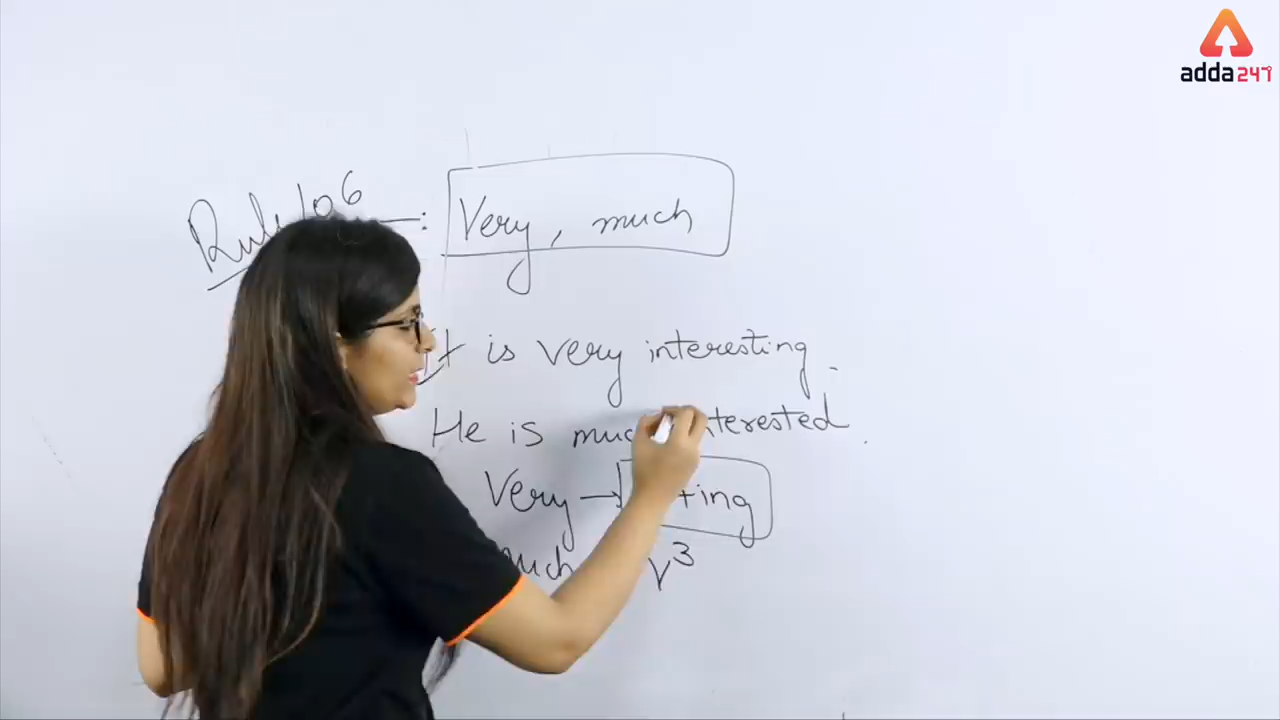 adda247
Rule 106 —:
Very, much
It is very interesting.
He is much interested.
Very → +ing
much V³